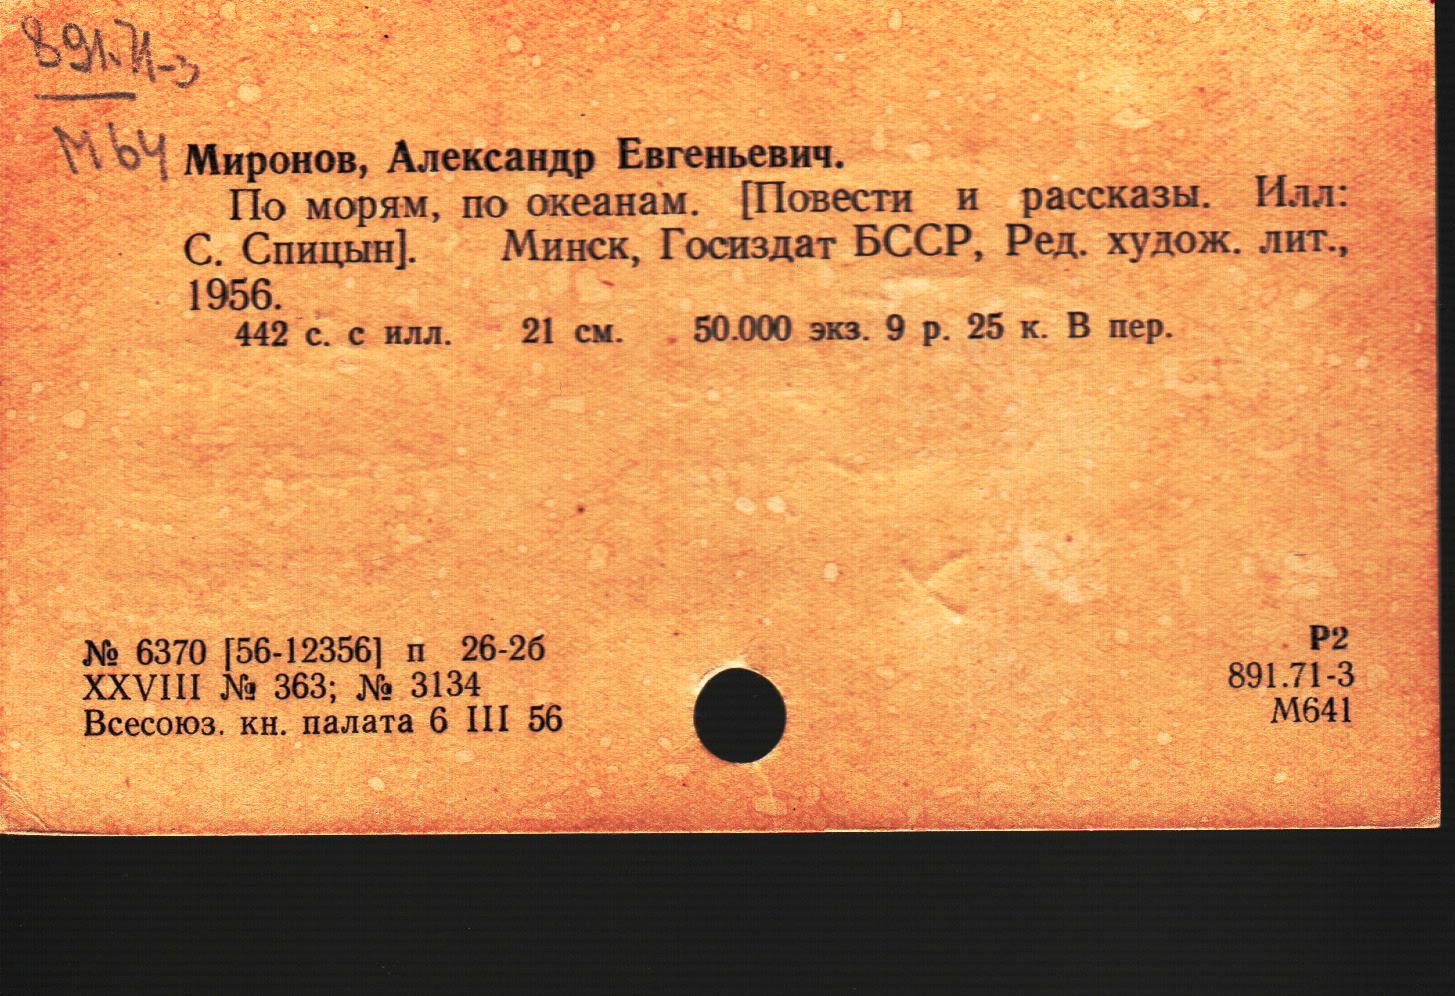 891.71-3
М64
Миронов, Александр Евгеньевич.
По морям, по океанам. [Повести и рассказы. Илл:
С. Спицын]. Минск, Госиздат БССР, Ред. худож. лит.,
1956.
442 с. с илл. 21 см. 50.000 экз. 9 р. 25 к. В пер.
№ 6370 [56-12356] п 26-2б
XXVIII № 363; № 3134
Всесоюз. кн. палата 6 III 56
Р2
891.71-3
М641